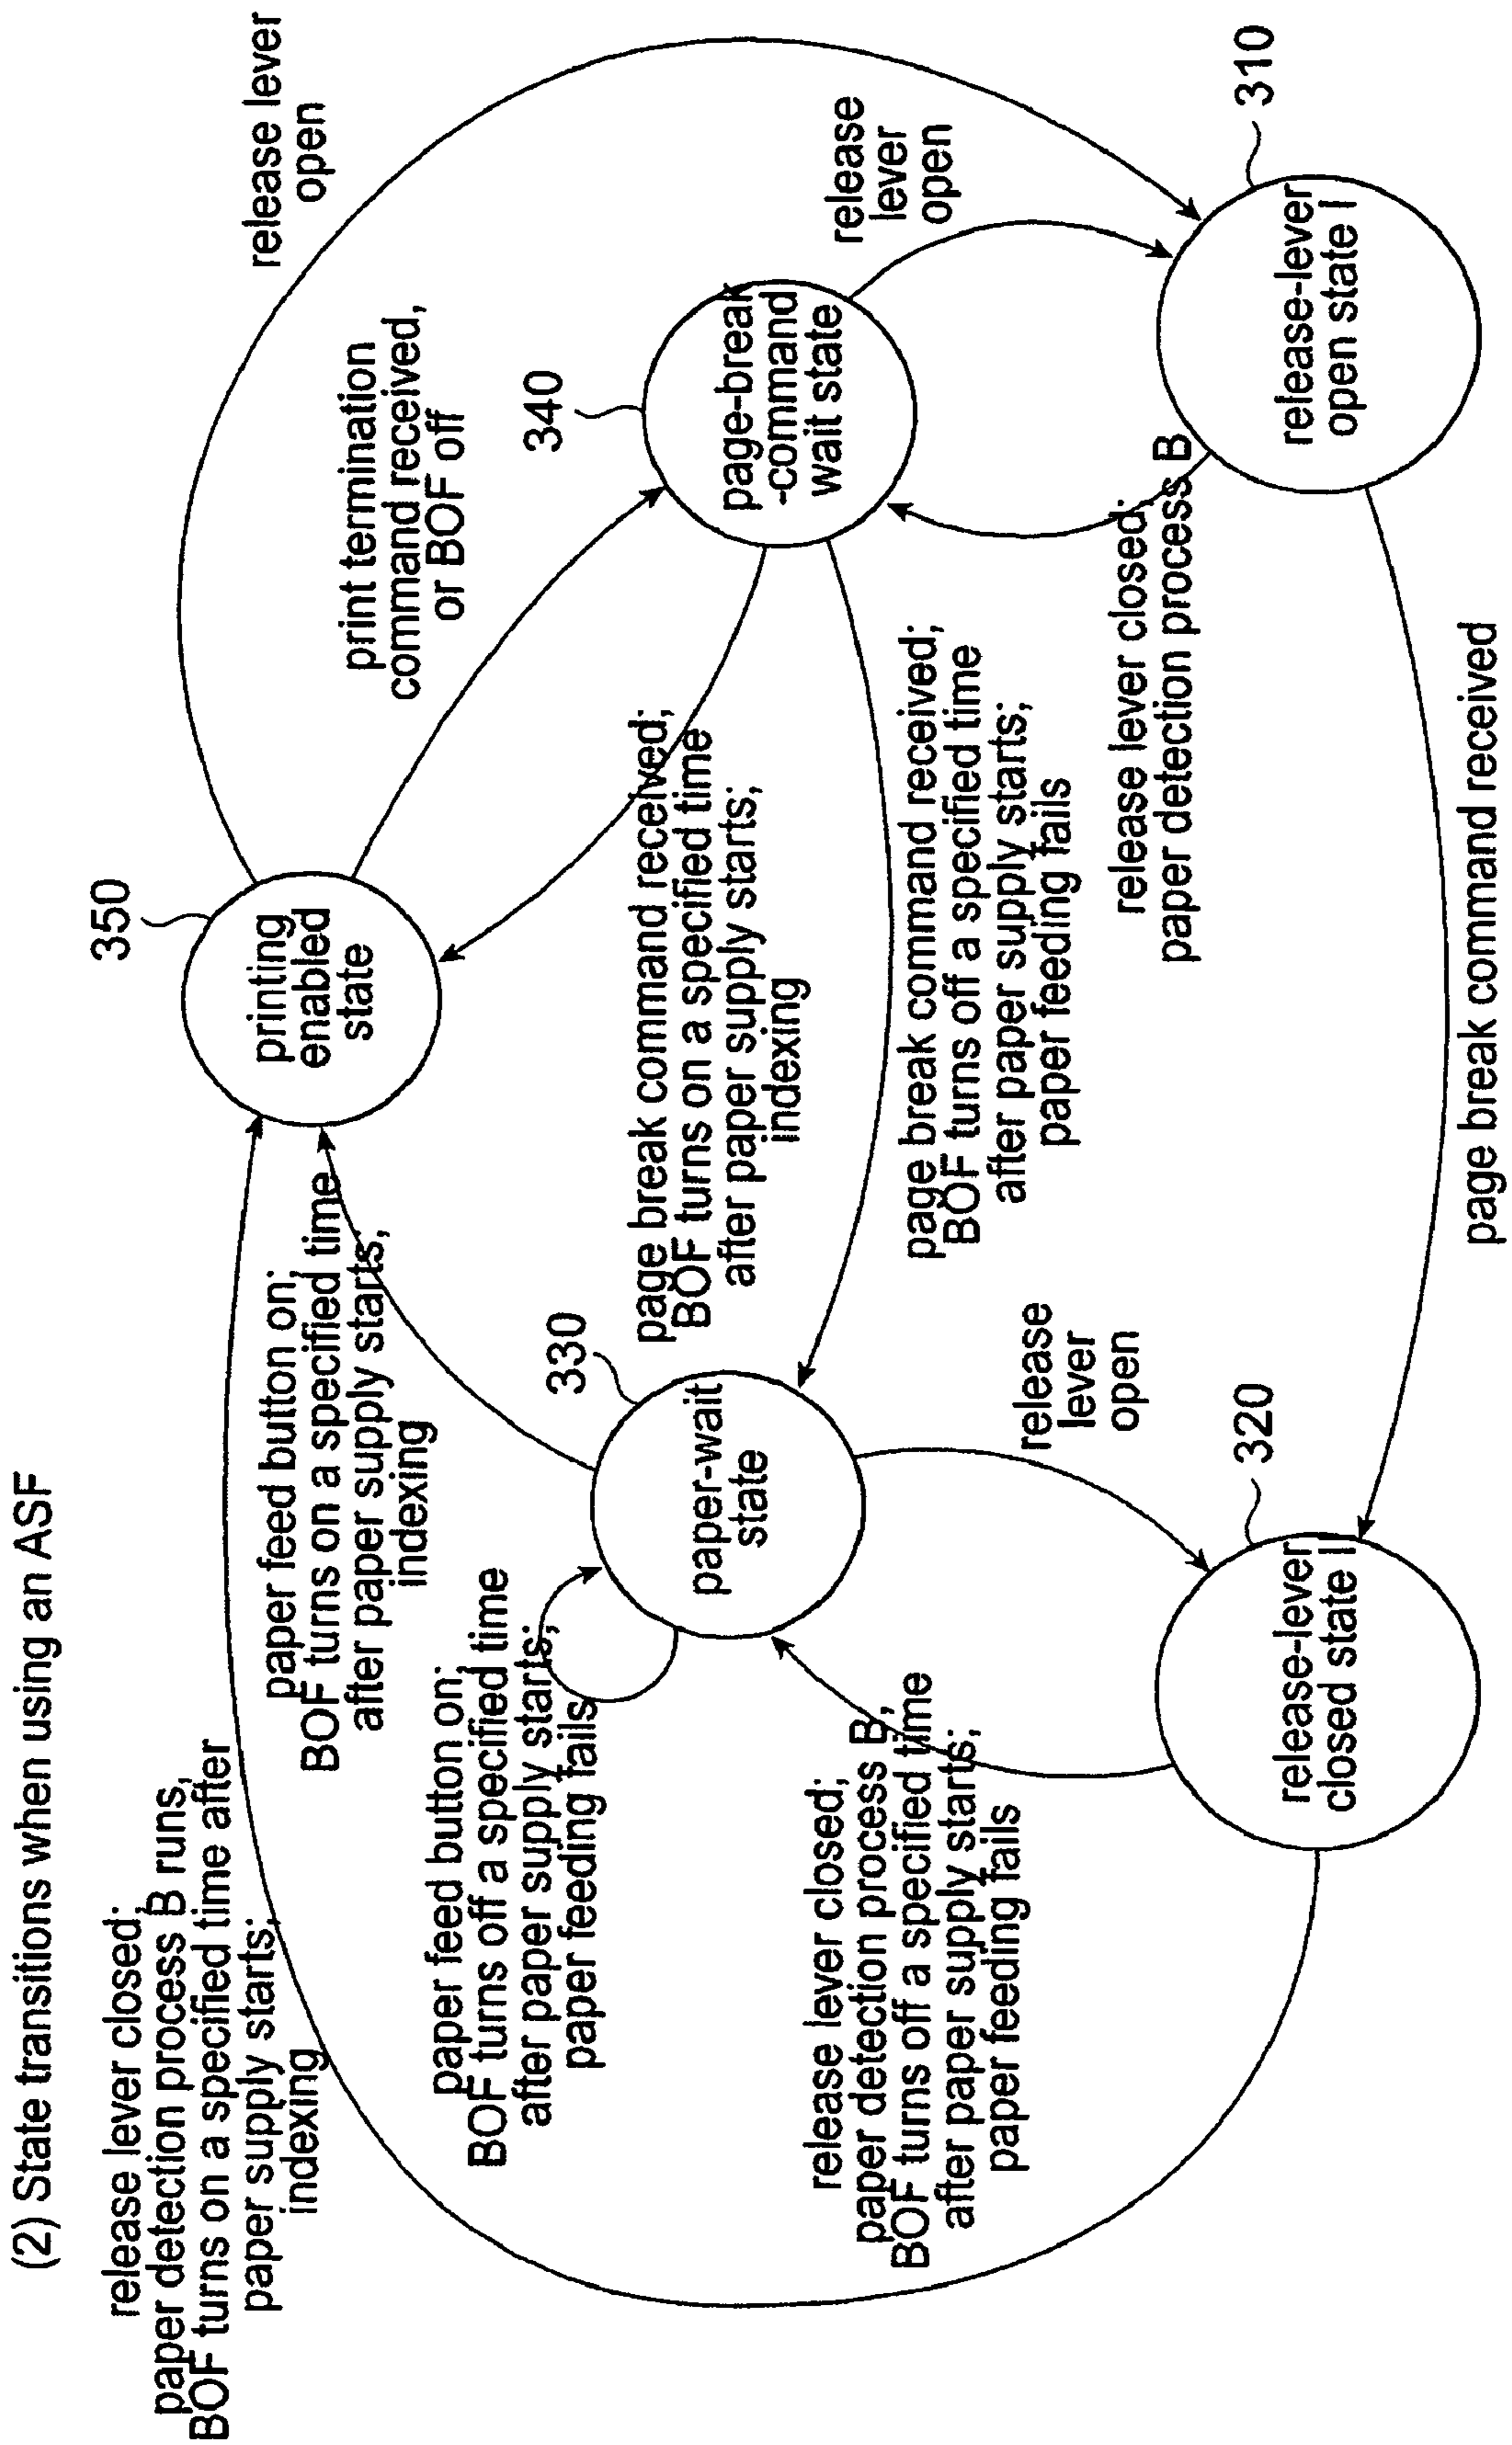 (2) State transitions when using an ASF
release lever closed;
paper detection process B runs,
BOF turns on a specified time after
paper supply starts;
indexing
paper feed button on;
BOF turns on a specified time
after paper supply starts;
indexing
350
printing
enabled
state
release lever
open
print termination
command received,
or BOF off
paper feed button on;
BOF turns off a specified time
after paper supply starts;
paper feeding fails
330
paper-wait
state
page break command received;
BOF turns on a specified time
after paper supply starts;
indexing
340
page-break
-command
wait state
release
lever
open
page break command received;
BOF turns off a specified time
after paper supply starts;
paper feeding fails
release lever closed;
paper detection process B,
BOF turns off a specified time
after paper supply starts;
paper feeding fails
release
lever
open
release lever closed;
paper detection process B
320
release-lever
closed state I
310
release-lever
open state I
page break command received